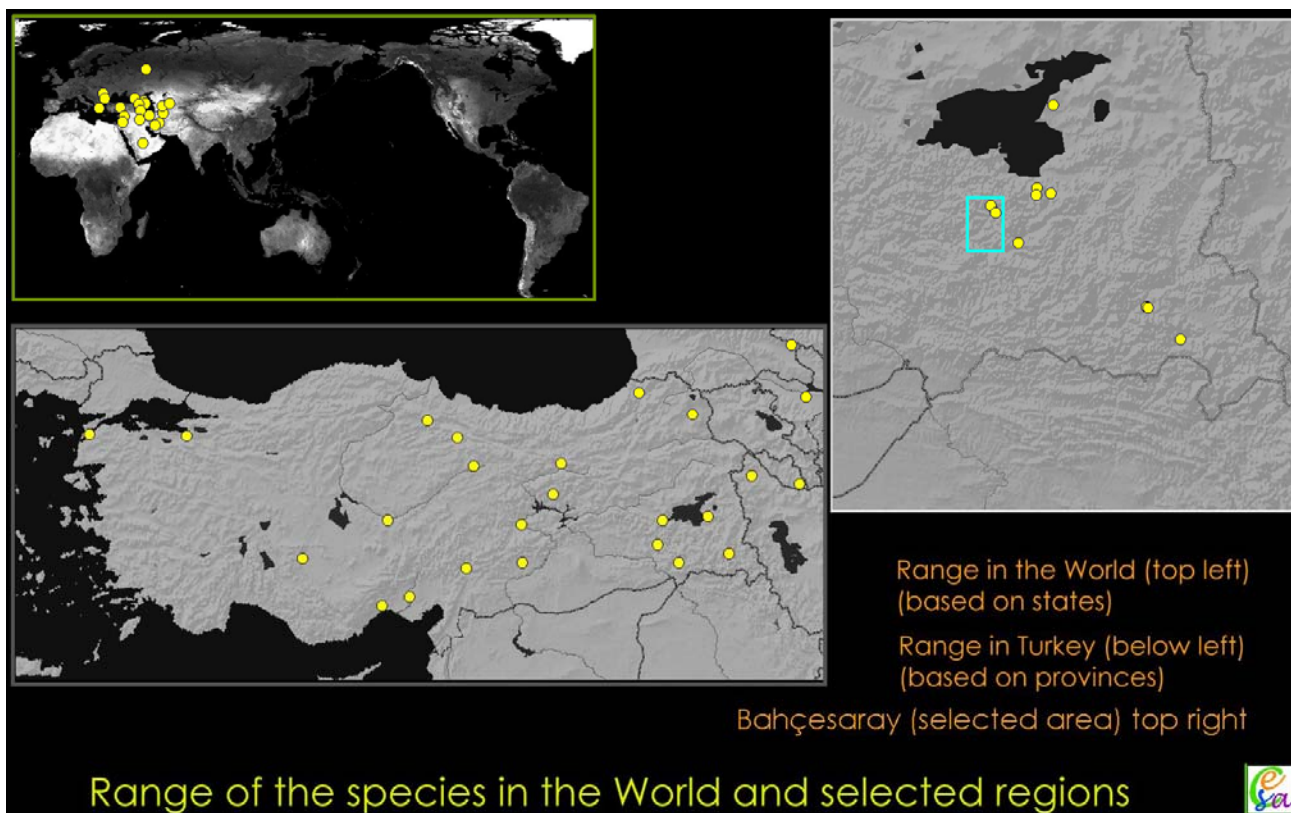 Range in the World (top left)
(based on states)
Range in Turkey (below left)
(based on provinces)
Bahçesaray (selected area) top right
Range of the species in the World and selected regions
Cesa